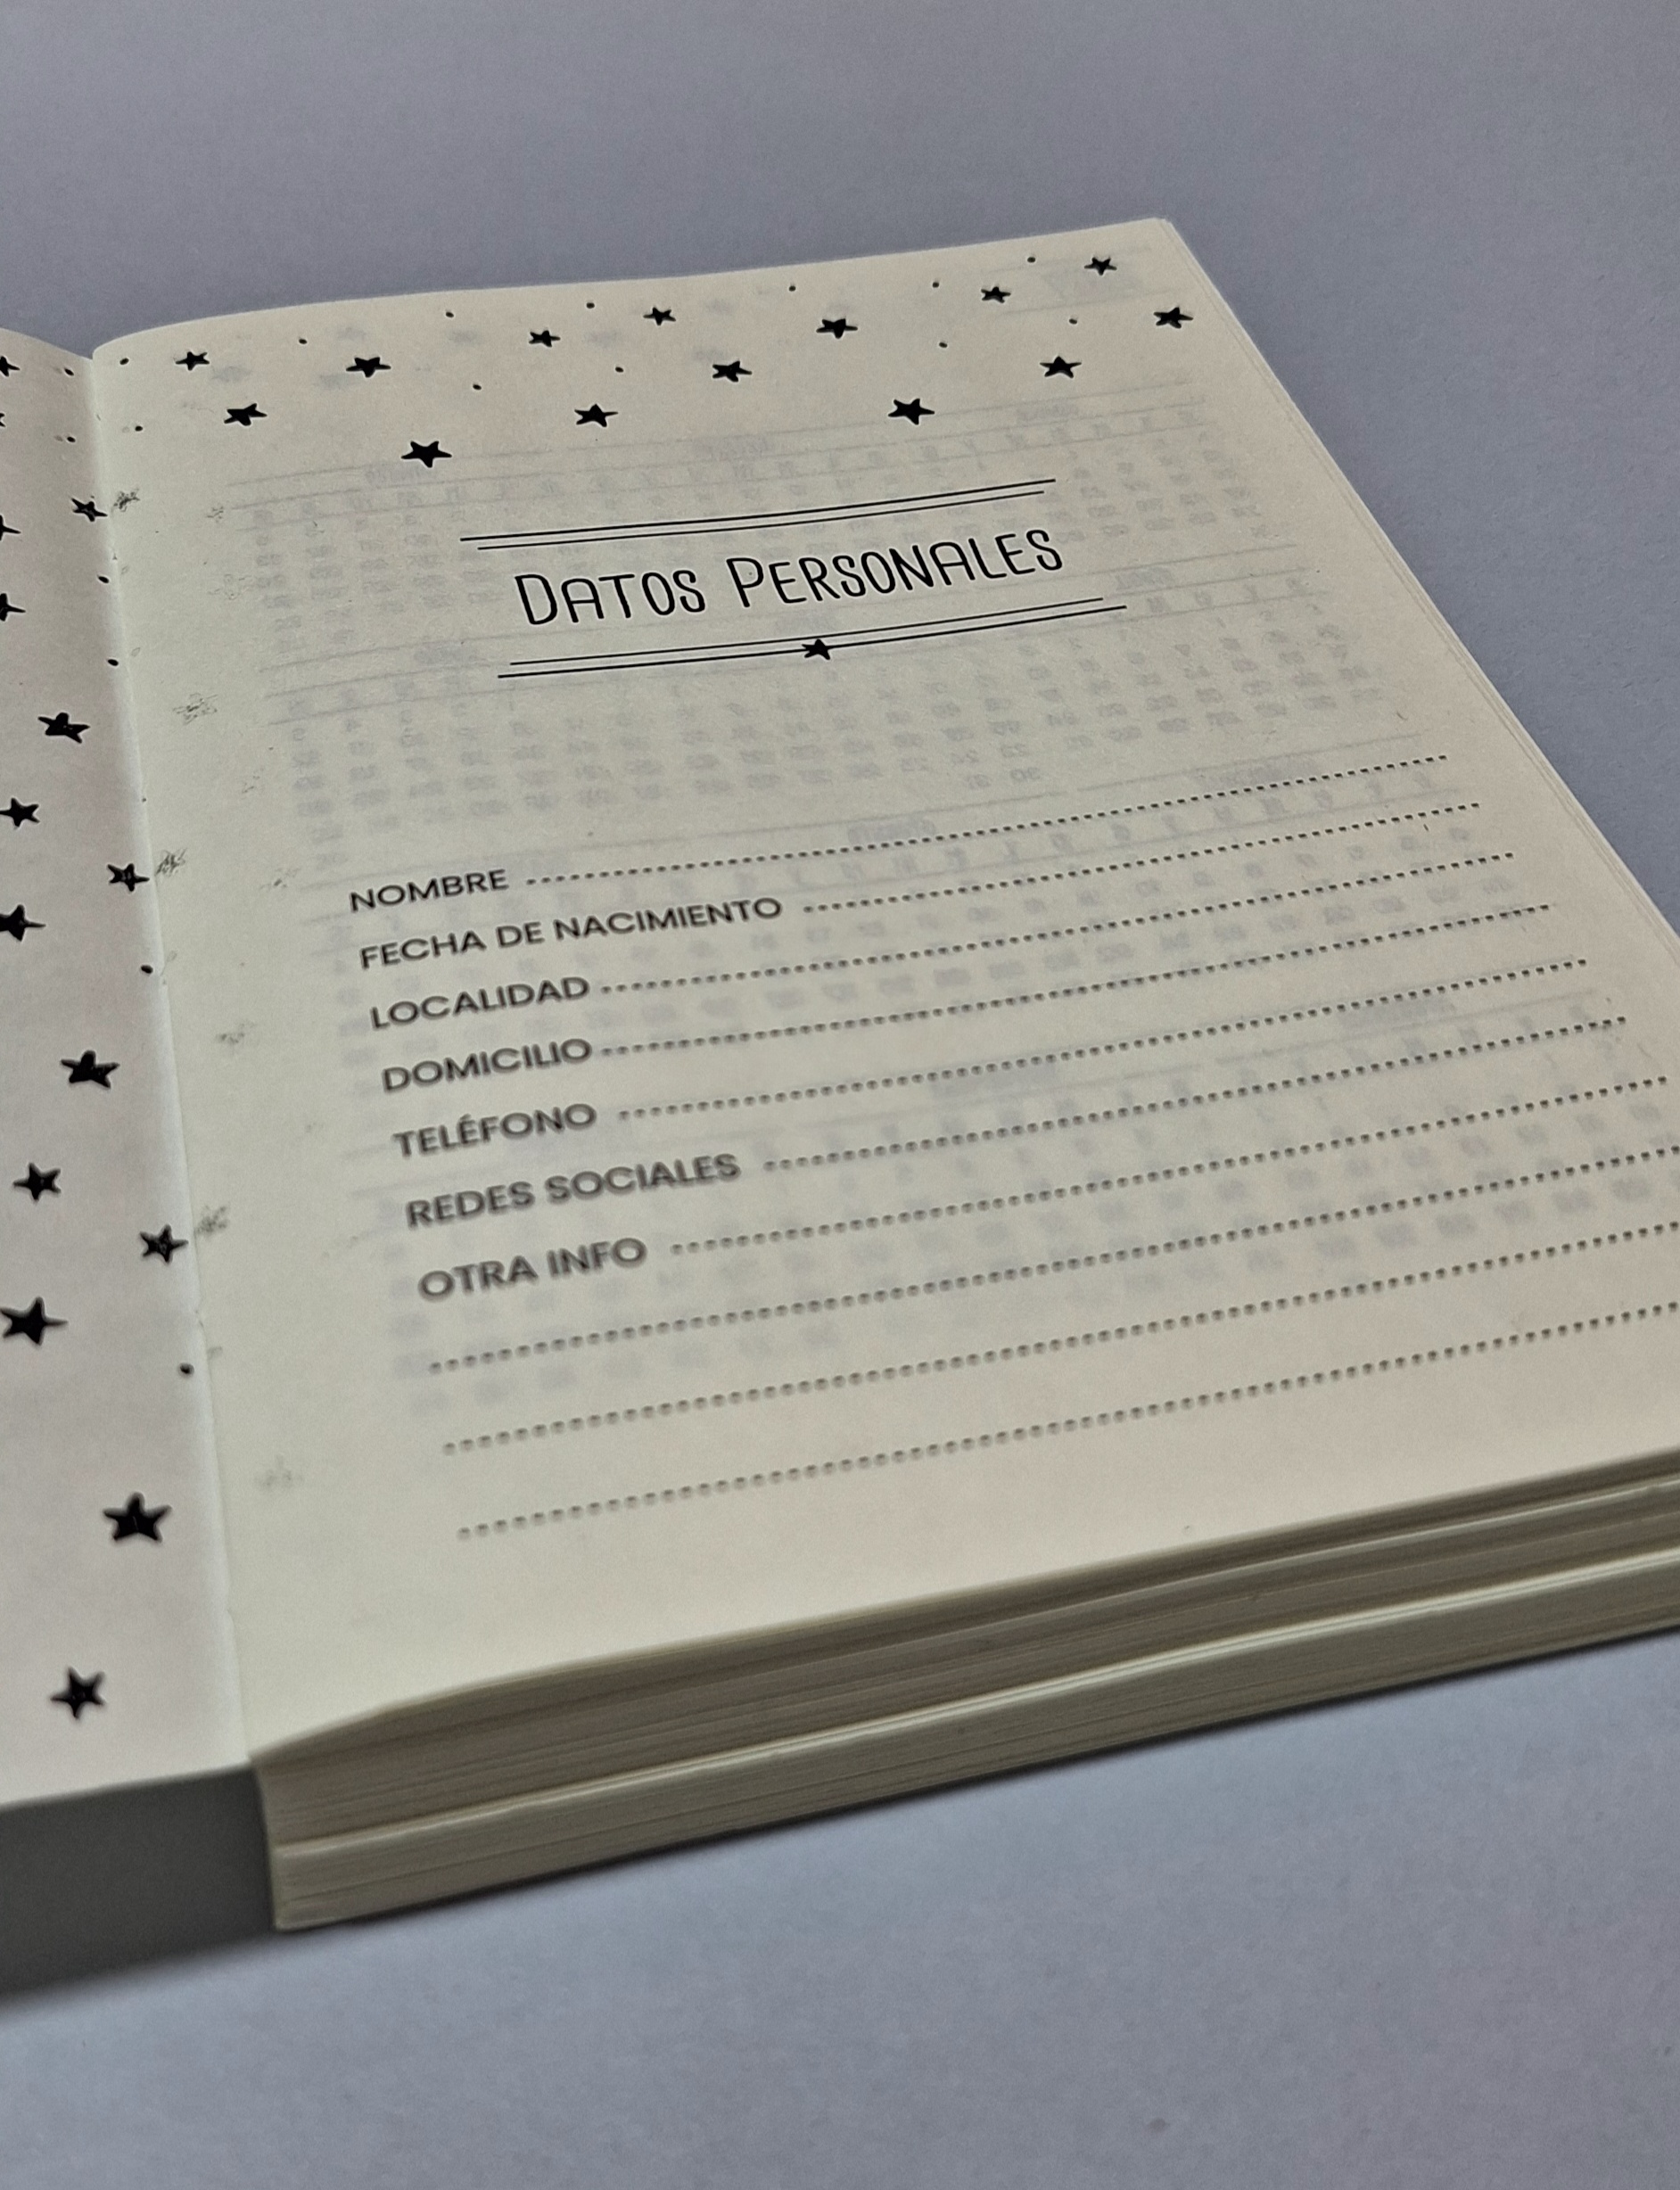 DATOS PERSONALES
NOMBRE
FECHA DE NACIMIENTO
LOCALIDAD
DOMICILIO
TELÉFONO
REDES SOCIALES
OTRA INFO